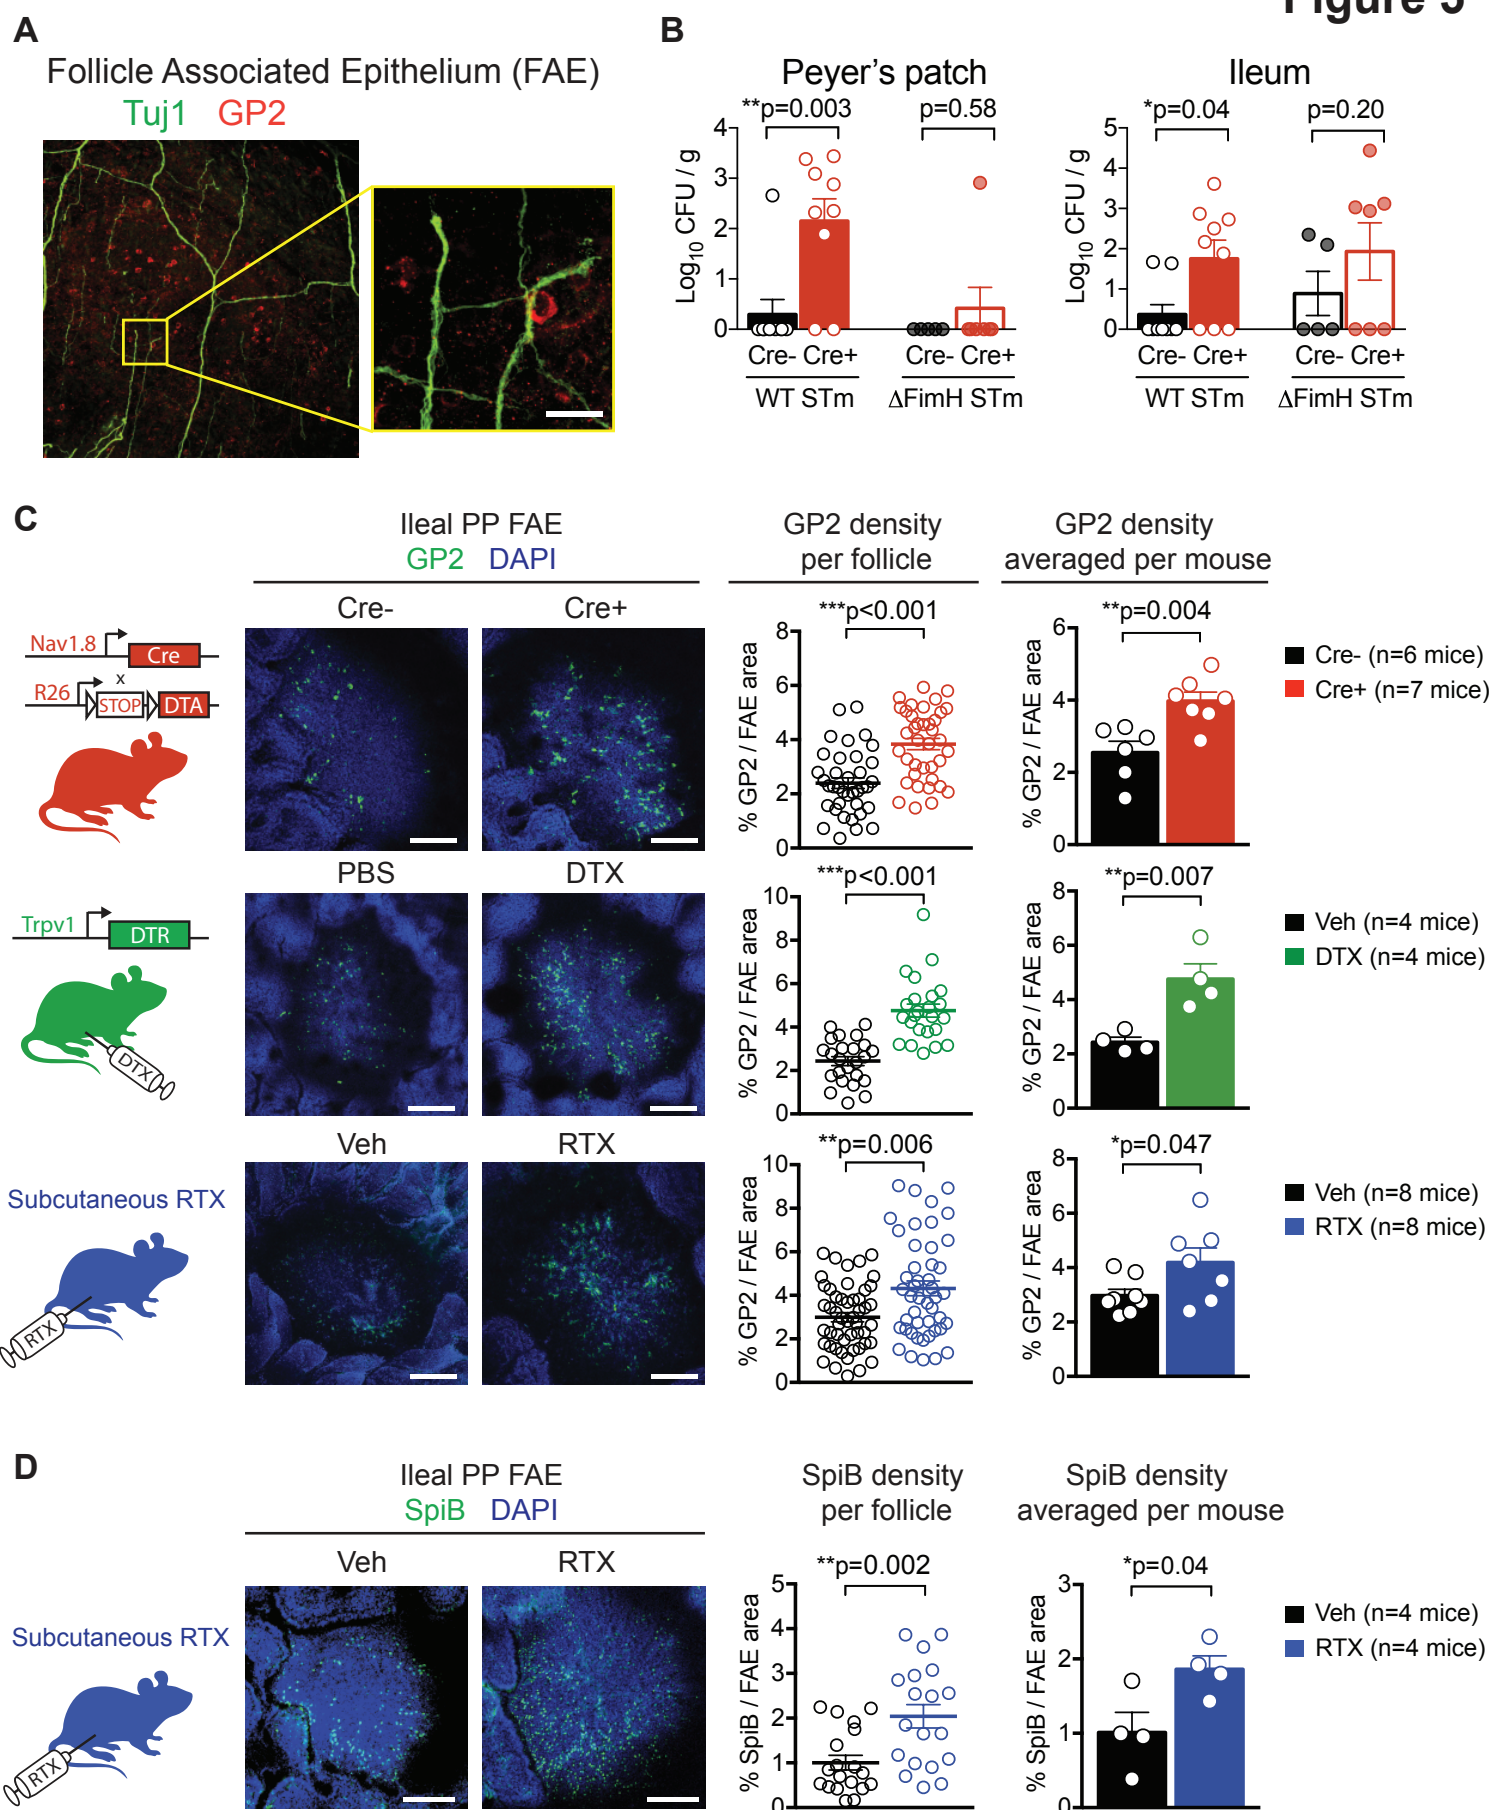 Figure 5
A
Follicle Associated Epithelium (FAE)
Tuj1 GP2
B
Peyer's patch
**p=0.003 p=0.58
Log10 CFU / g
4
3
2
1
0
Cre- Cre+ Cre- Cre+
WT STm ΔFimH STm
Ileum
*p=0.04 p=0.20
Log10 CFU / g
5
4
3
2
1
0
Cre- Cre+ Cre- Cre+
WT STm ΔFimH STm
C
Ileal PP FAE
GP2 DAPI
GP2 density
per follicle
GP2 density
averaged per mouse
Nav1.8
Cre
x
R26
STOP
DTA
Cre- Cre+
***p<0.001
% GP2 / FAE area
8
6
4
2
0
**p=0.004
% GP2 / FAE area
6
4
2
0
Cre- (n=6 mice)
Cre+ (n=7 mice)
Trpv1
DTR
DTX
PBS DTX
***p<0.001
% GP2 / FAE area
10
8
6
4
2
0
**p=0.007
% GP2 / FAE area
8
6
4
2
0
Veh (n=4 mice)
DTX (n=4 mice)
Subcutaneous RTX
RTX
Veh RTX
**p=0.006
% GP2 / FAE area
10
8
6
4
2
0
*p=0.047
% GP2 / FAE area
8
6
4
2
0
Veh (n=8 mice)
RTX (n=8 mice)
D
Ileal PP FAE
SpiB DAPI
SpiB density
per follicle
SpiB density
averaged per mouse
Subcutaneous RTX
RTX
Veh RTX
**p=0.002
% SpiB / FAE area
5
4
3
2
1
0
*p=0.04
% SpiB / FAE area
3
2
1
0
Veh (n=4 mice)
RTX (n=4 mice)